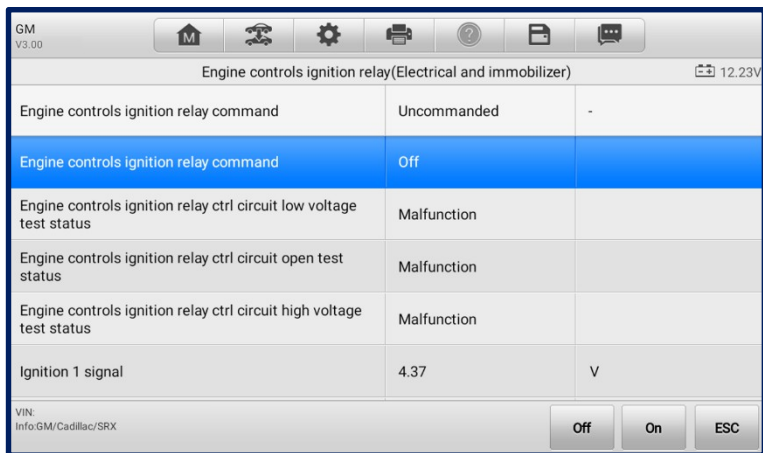 GM
V3.00
M
Engine controls ignition relay(Electrical and immobilizer)
12.23V
Engine controls ignition relay command Uncommanded -
Engine controls ignition relay command Off
Engine controls ignition relay ctrl circuit low voltage
test status
Malfunction
Engine controls ignition relay ctrl circuit open test
status
Malfunction
Engine controls ignition relay ctrl circuit high voltage
test status
Malfunction
Ignition 1 signal 4.37 V
VIN:
Info:GM/Cadillac/SRX
Off On ESC